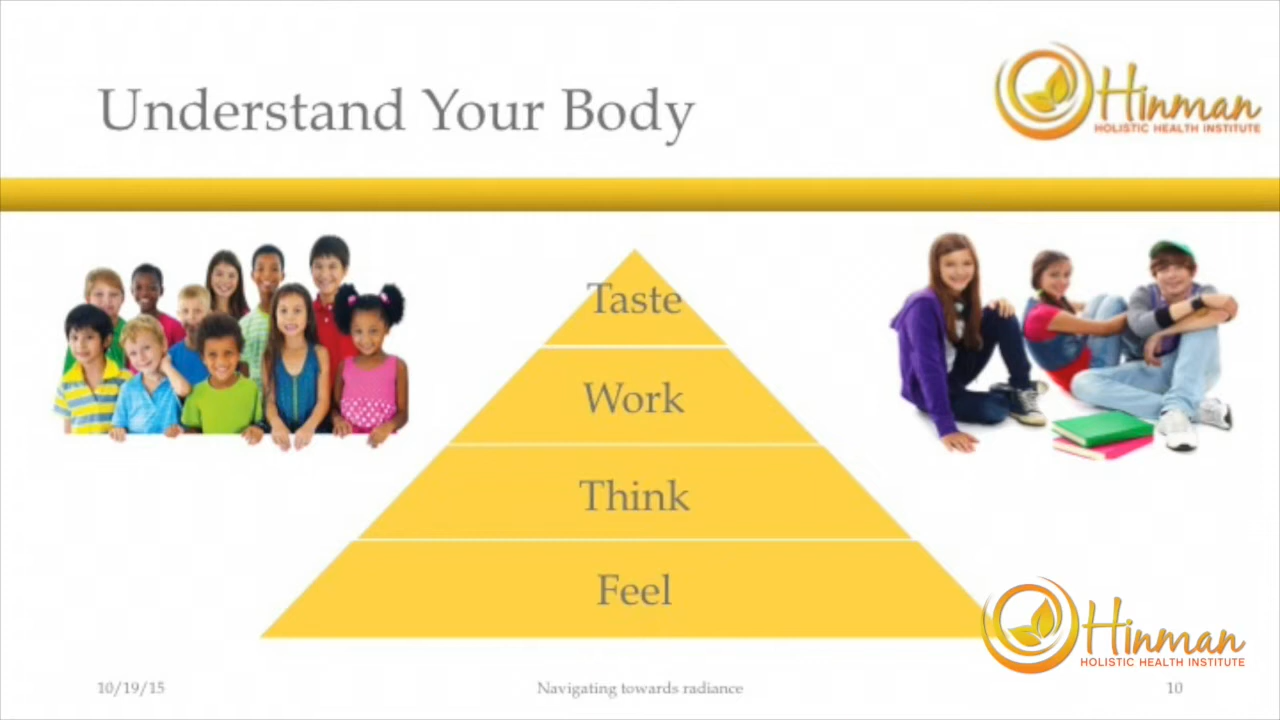 Understand Your Body
Hinman
HOLISTIC HEALTH INSTITUTE
Taste
Work
Think
Feel
Hinman
HOLISTIC HEALTH INSTITUTE
10/19/15
Navigating towards radiance
10